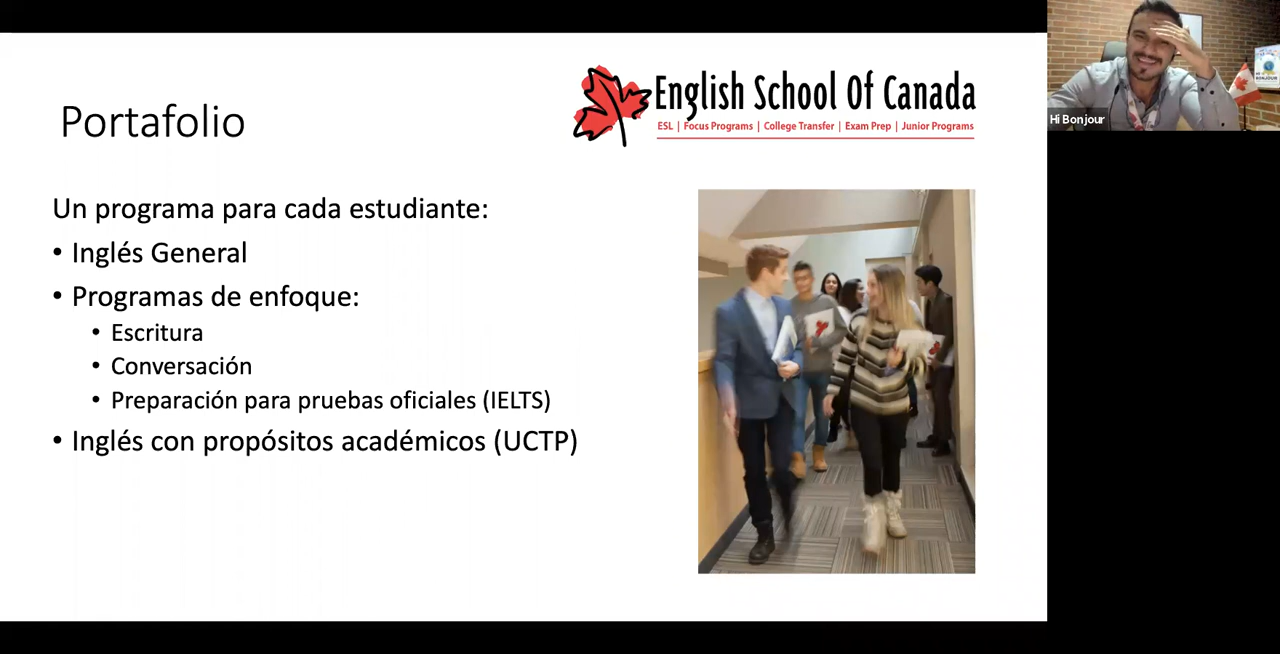 Portafolio
English School Of Canada
ESL | Focus Programs | College Transfer | Exam Prep | Junior Programs
Un programa para cada estudiante:
• Inglés General
• Programas de enfoque:
• Escritura
• Conversación
• Preparación para pruebas oficiales (IELTS)
• Inglés con propósitos académicos (UCTP)
Hi Bonjour
BONJOUR